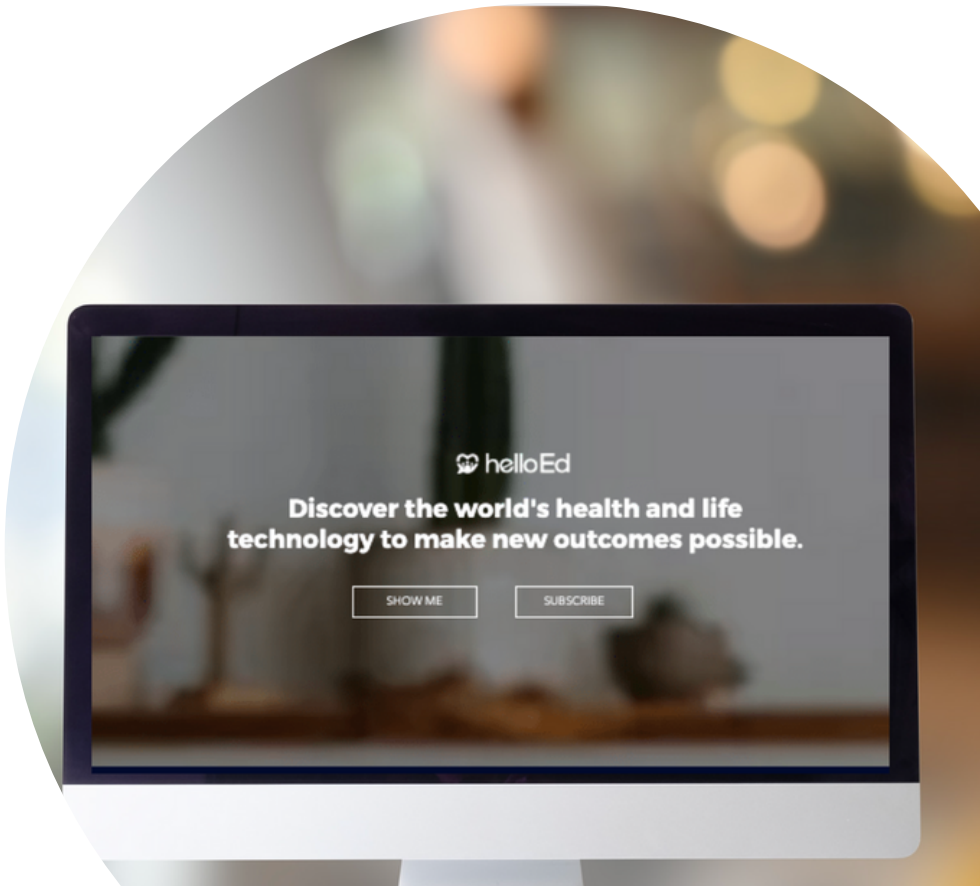 helloEd
Discover the world's health and life
technology to make new outcomes possible.
SHOW ME
SUBSCRIBE